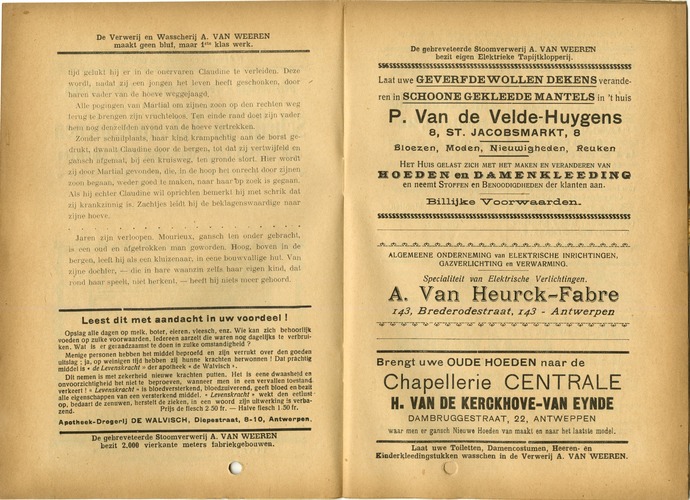 De Verwerij en Wasscherij A. VAN WEEREN
maakt geen bluf, maar 1ste klas werk.
tijd gelukt hij er in de onervaren Claudine te verleiden. Deze
wordt, nadat zij een jongen het leven heeft geschonken, door
haren vader van de hoeve weggejaagd.
Alle pogingen van Martial om zijnen zoon op den rechten weg
terug te brengen zijn vruchteloos. Ten einde raad doet zijn vader
hem nog denzelfden avond van de hoeve vertrekken.
Zonder schuilplaats, haar kind krampachtig aan de borst ge-
drukt, dwaalt Claudine door de bergen, tot dat zij vertwijfeld en
gansch afgemat, bij een kruisweg, ten gronde stort. Hier wordt
zij door Martial gevonden, die, in de hoop het onrecht door zijnen
zoon begaan, weder goed te maken, naar haar op zoek is gegaan.
Als hij echter Claudine wil oprichten bemerkt hij met schrik dat
zij krankzinnig is. Zachtjes leidt hij de beklagenswaardige naar
zijne hoeve.
Jaren zijn verloopen. Mourieux, gansch ten onder gebracht,
is een oud en afgetrokken man geworden. Hoog, boven in de
bergen, leeft hij als een kluizenaar, in eene bouwvallige hut. Van
zijne dochter, — die in hare waanzin zelfs haar eigen kind, dat
rond haar speelt, niet herkent, — heeft hij niets meer gehoord.
Leest dit met aandacht in uw voordeel !
Opslag alle dagen op melk, boter, eieren, vleesch, enz. Wie kan zich behoorlijk
voeden op zulke voorwaarden. Iedereen aarzelt die waren nog dagelijks te verbrui-
ken. Wat is er geraadzaamst te doen in zulke omstandigheid ?
Menige personen hebben het middel beproefd en zijn verrukt over den goeden
uitslag ; ja, op weinigen tijd hebben zij hunne krachten herwonnen ! Dat prachtig
middel is « de Levenskracht » der apotheek « de Walvisch ».
Dit nemen is met zekerheid nieuwe krachten putten. Het is eene dwaasheid en
onvoorzichtigheid het niet te beproeven, wanneer men in een vervallen toestand
verkeert ! « Levenskracht » is bloedversterkend, bloedzuiverend, geeft bloed en bezit
alle eigenschappen van een versterkend middel. « Levenskracht » wekt den eetlust
op, bedaart de zenuwen, herstelt de zieken, in een woord zijn uitwerking is verba-
zend. Prijs de flesch 2.50 fr. — Halve flesch 1.50 fr.
Apotheek-Drogerij DE WALVISCH, Diepestraat, 8-10, Antwerpen.
De gebreveteerde Stoomverwerij A. VAN WEEREN
bezit 2,000 vierkante meters fabriekgebouwen.
De gebreveteerde Stoomverwerij A. VAN WEEREN
bezit eigen Elektrieke Tapijtklopperij.
Laat uwe GEVERFDE WOLLEN DEKENS verande-
ren in SCHOONE GEKLEEDE MANTELS in 't huis
P. Van de Velde-Huygens
8, ST. JACOBSMARKT, 8
Bloezen, Moden, Nieuwigheden, Reuken
HET HUIS GELAST ZICH MET HET MAKEN EN VERANDEREN VAN
HOEDEN en DAMENKLEEDING
en neemt STOFFEN en BENOODIGDHEDEN der klanten aan.
Billijke Voorwaarden.
ALGEMEENE ONDERNEMING van ELEKTRISCHE INRICHTINGEN,
GAZVERLICHTING en VERWARMING.
Specialiteit van Elektrische Verlichtingen.
A. Van Heurck-Fabre
143, Brederodestraat, 143 - Antwerpen
Brengt uwe OUDE HOEDEN naar de
Chapellerie CENTRALE
H. VAN DE KERCKHOVE-VAN EYNDE
DAMBRUGGESTRAAT, 22, ANTWERPEN
waar men er gansch Nieuwe Hoeden van maakt en naar het laatste model.
Laat uwe Toiletten, Damencostumen, Heeren- en
Kinderkleedingstukken wasschen in de Verwerij A. VAN WEEREN.